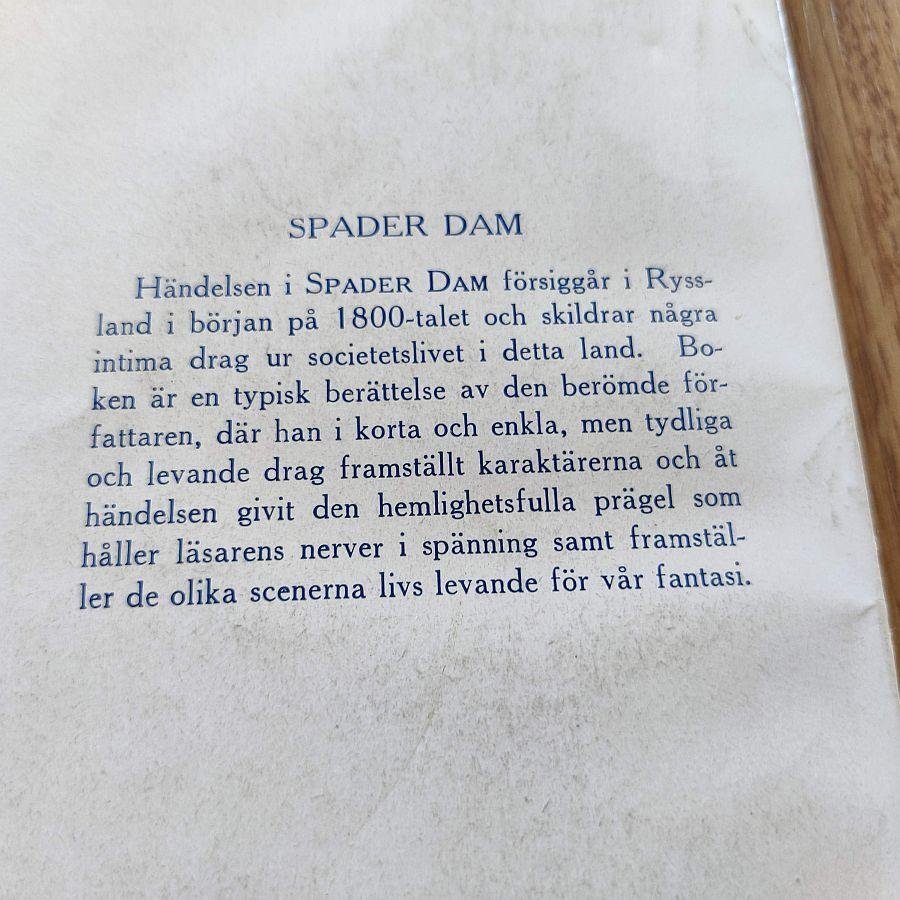 SPADER DAM
Händelsen i SPADER DAM försiggår i Ryss-
land i början på 1800-talet och skildrar några
intima drag ur societetslivet i detta land. Bo-
ken är en typisk berättelse av den berömde för-
fattaren, där han i korta och enkla, men tydliga
och levande drag framställt karaktärerna och åt
händelsen givit den hemlighetsfulla prägel som
håller läsarens nerver i spänning samt framstäl-
ler de olika scenerna livs levande för vår fantasi.